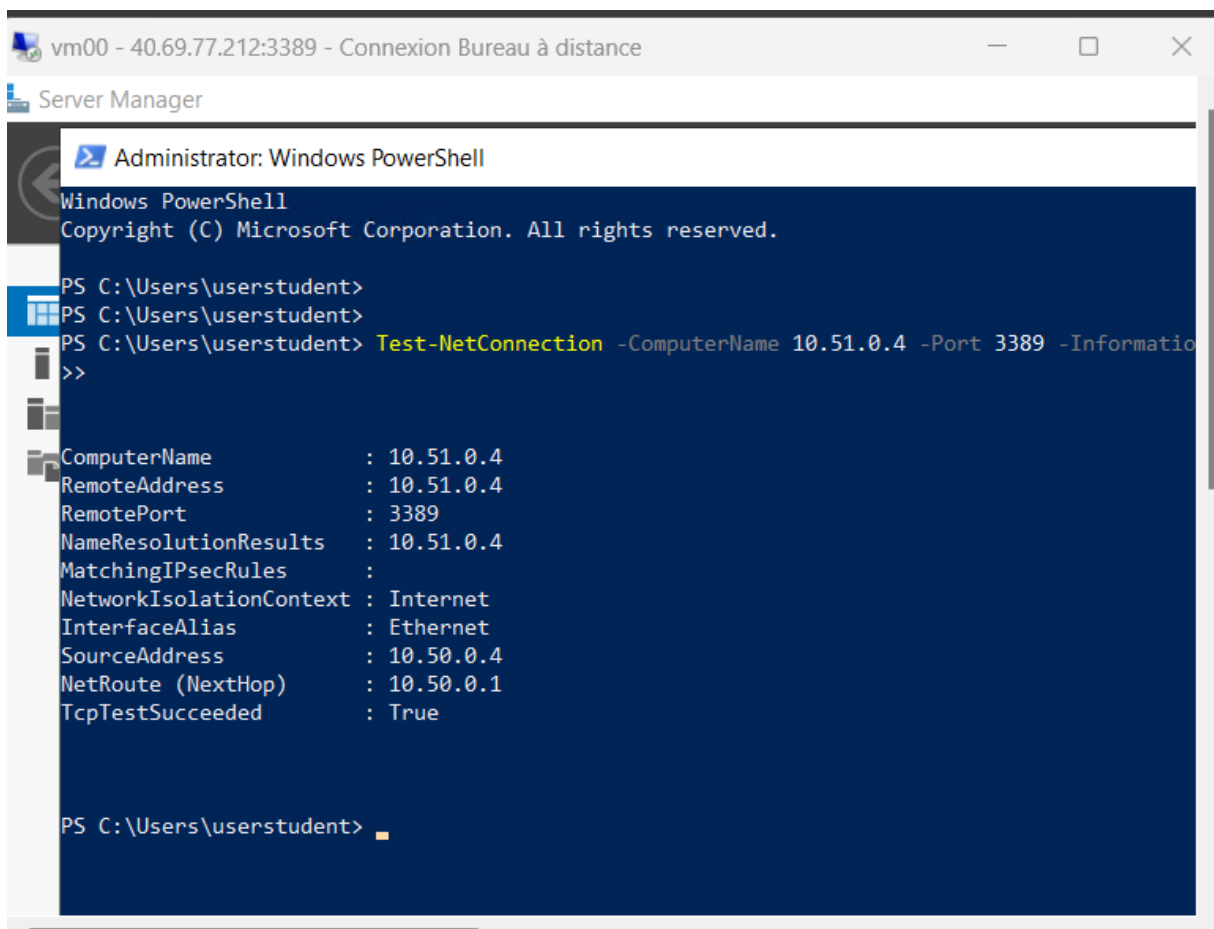 vm00 - 40.69.77.212:3389 - Connexion Bureau à distance
Server Manager
Administrator: Windows PowerShell
Windows PowerShell
Copyright (C) Microsoft Corporation. All rights reserved.
PS C:\Users\userstudent>
PS C:\Users\userstudent>
PS C:\Users\userstudent> Test-NetConnection -ComputerName 10.51.0.4 -Port 3389 -Informatio
>>
ComputerName : 10.51.0.4
RemoteAddress : 10.51.0.4
RemotePort : 3389
NameResolutionResults : 10.51.0.4
MatchingIPsecRules :
NetworkIsolationContext : Internet
InterfaceAlias : Ethernet
SourceAddress : 10.50.0.4
NetRoute (NextHop) : 10.50.0.1
TcpTestSucceeded : True
PS C:\Users\userstudent>